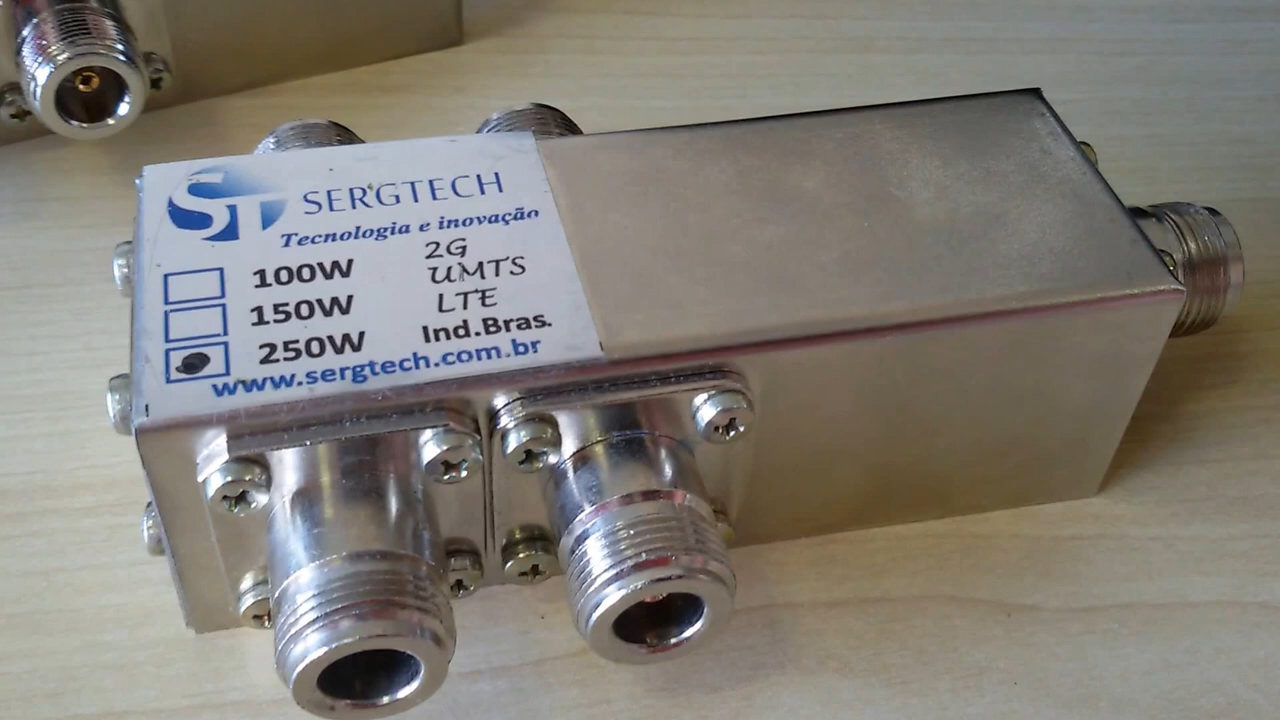 ST SERGTECH
Tecnologia e inovação
100W 2G
150W UMTS
LTE
250W Ind.Bras.
www.sergtech.com.br